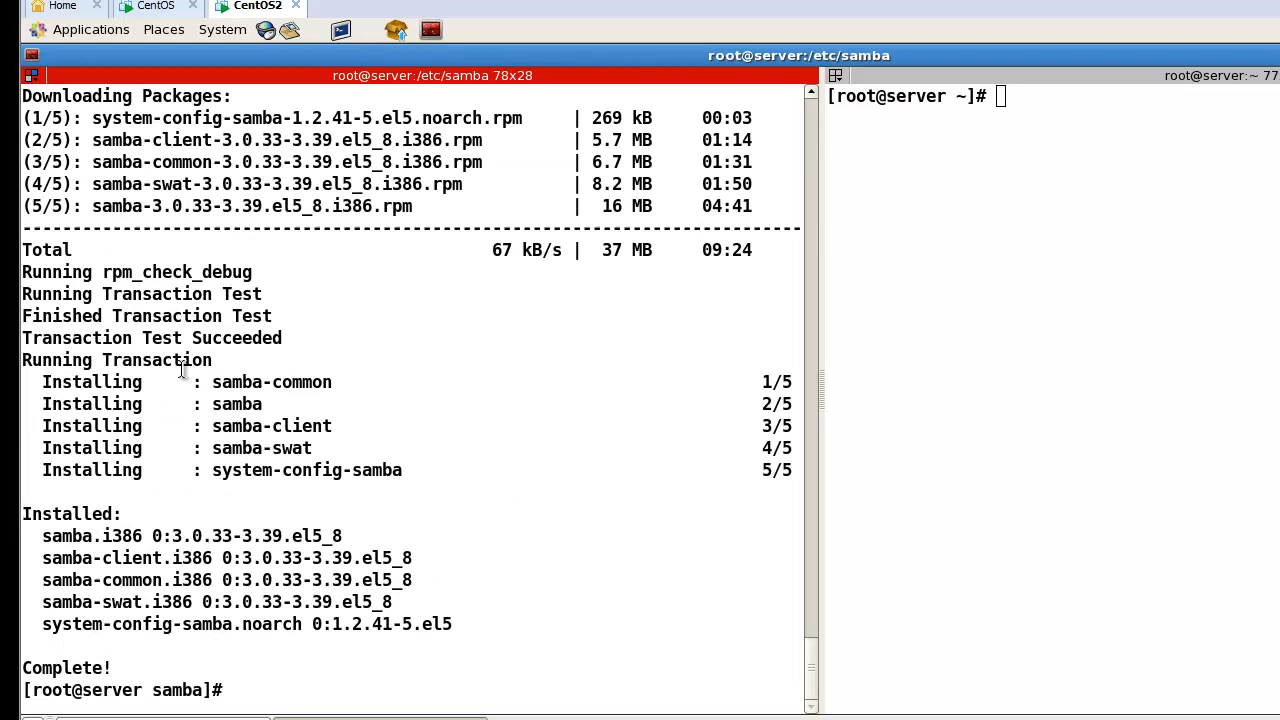 Home CentOS CentOS2
Applications Places System
root@server:/etc/samba
root@server:/etc/samba 78x28
root@server:~ 77
Downloading Packages:
(1/5): system-config-samba-1.2.41-5.el5.noarch.rpm | 269 kB 00:03
(2/5): samba-client-3.0.33-3.39.el5_8.i386.rpm | 5.7 MB 01:14
(3/5): samba-common-3.0.33-3.39.el5_8.i386.rpm | 6.7 MB 01:31
(4/5): samba-swat-3.0.33-3.39.el5_8.i386.rpm | 8.2 MB 01:50
(5/5): samba-3.0.33-3.39.el5_8.i386.rpm | 16 MB 04:41
--------------------------------------------------------------------------------
Total 67 kB/s | 37 MB 09:24
Running rpm_check_debug
Running Transaction Test
Finished Transaction Test
Transaction Test Succeeded
Running Transaction
Installing : samba-common 1/5
Installing : samba 2/5
Installing : samba-client 3/5
Installing : samba-swat 4/5
Installing : system-config-samba 5/5
Installed:
samba.i386 0:3.0.33-3.39.el5_8
samba-client.i386 0:3.0.33-3.39.el5_8
samba-common.i386 0:3.0.33-3.39.el5_8
samba-swat.i386 0:3.0.33-3.39.el5_8
system-config-samba.noarch 0:1.2.41-5.el5
Complete!
[root@server samba]#
[root@server ~]#